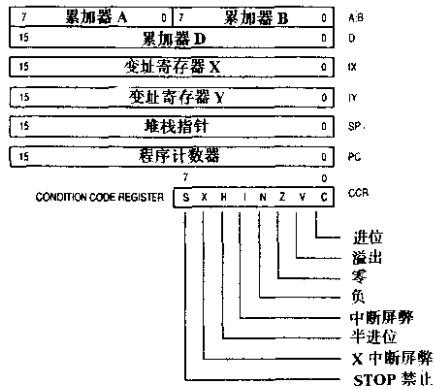 7 累加器 A 0 7 累加器 B 0 A:B
15 累加器 D 0 D
15 变址寄存器 X 0 IX
15 变址寄存器 Y 0 IY
15 堆栈指针 0 SP
15 程序计数器 0 PC
7 0
CONDITION CODE REGISTER S X H I N Z V C CCR
进位
溢出
零
负
中断屏弊
半进位
X 中断屏弊
STOP 禁止